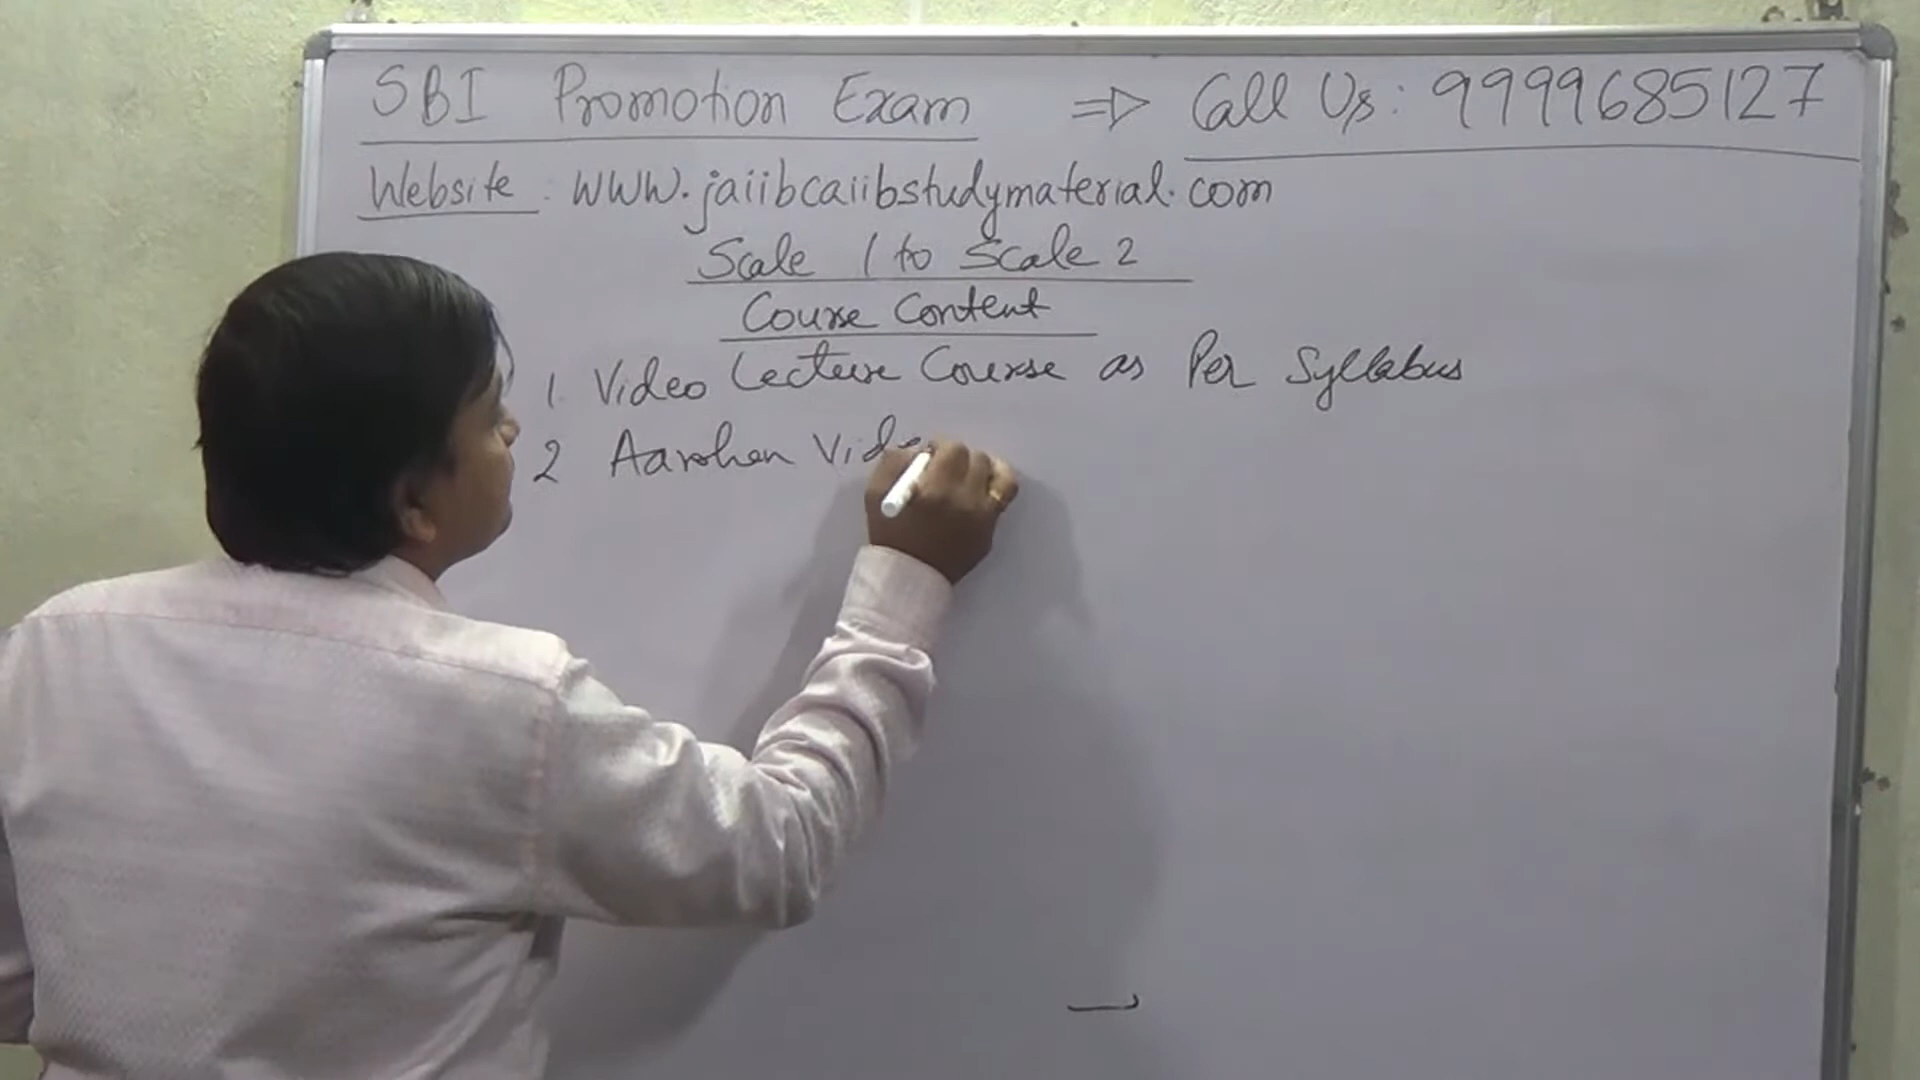 SBI Promotion Exam => Call Us: 9999685127
Website: www.jaiibcaiibstudymaterial.com
Scale 1 to Scale 2
Course Content
1. Video Lecture Course as Per Syllabus
2 Aarohan Vide